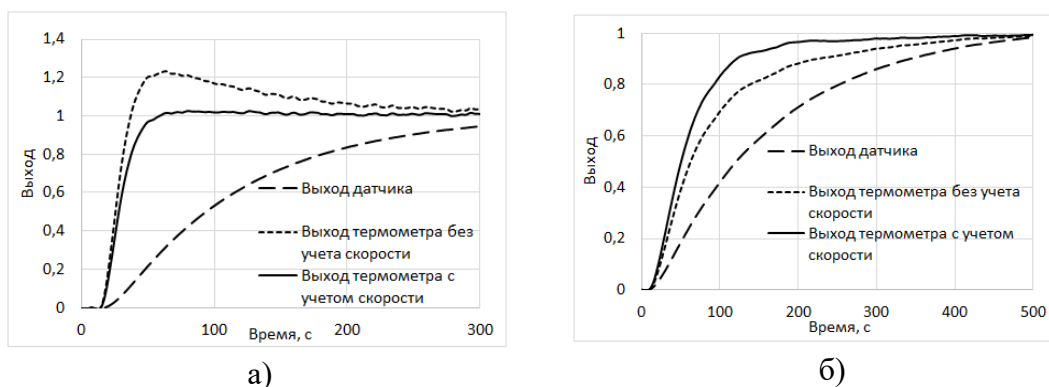 1,4
1,2
1
0,8
0,6
0,4
0,2
0
Выход
Выход датчика
Выход термометра без
учета скорости
Выход термометра с
учетом скорости
0
100
200
300
Время, с
а)
1
0,8
0,6
0,4
0,2
0
Выход
Выход датчика
Выход термометра без учета
скорости
Выход термометра с учетом
скорости
0
100
200
300
400
500
Время, с
б)